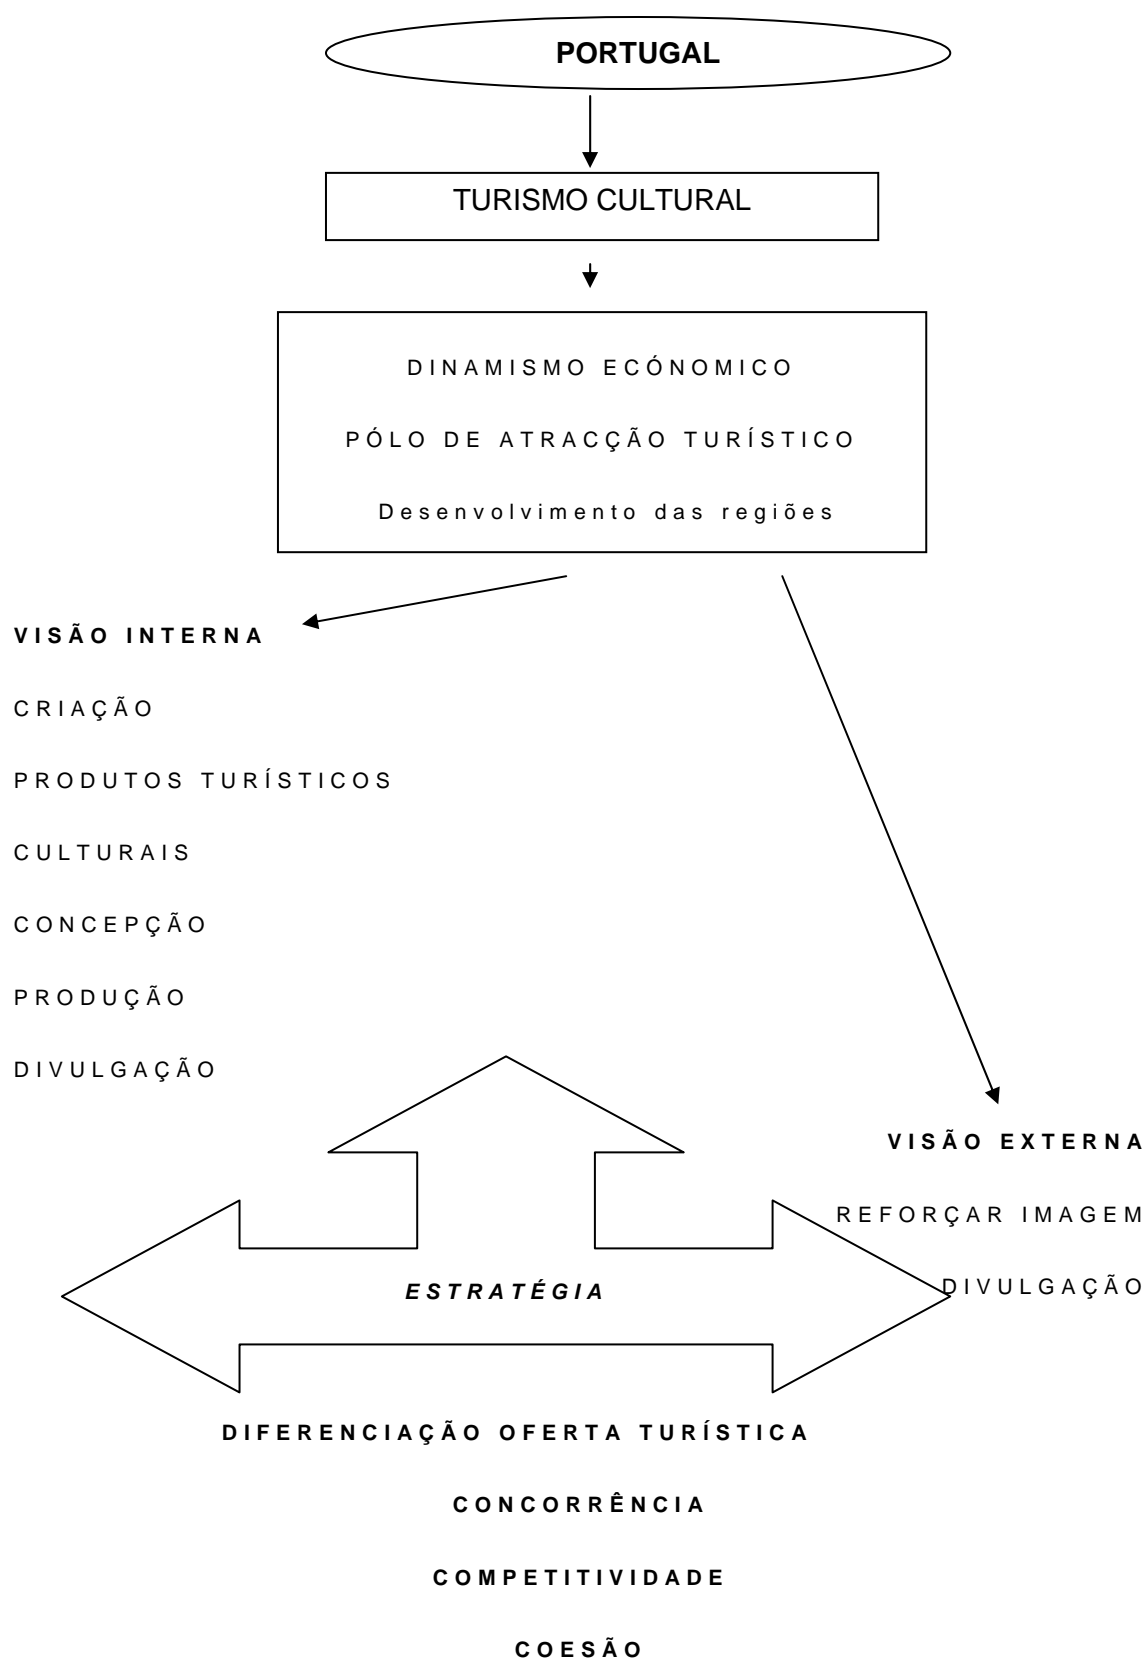 PORTUGAL
TURISMO CULTURAL
DINAMISMO ECÓNOMICO
PÓLO DE ATRACÇÃO TURÍSTICO
Desenvolvimento das regiões
VISÃO INTERNA
CRIAÇÃO
PRODUTOS TURÍSTICOS
CULTURAIS
CONCEPÇÃO
PRODUÇÃO
DIVULGAÇÃO
VISÃO EXTERNA
REFORÇAR IMAGEM
DIVULGAÇÃO
ESTRATÉGIA
DIFERENCIAÇÃO OFERTA TURÍSTICA
CONCORRÊNCIA
COMPETITIVIDADE
COESÃO